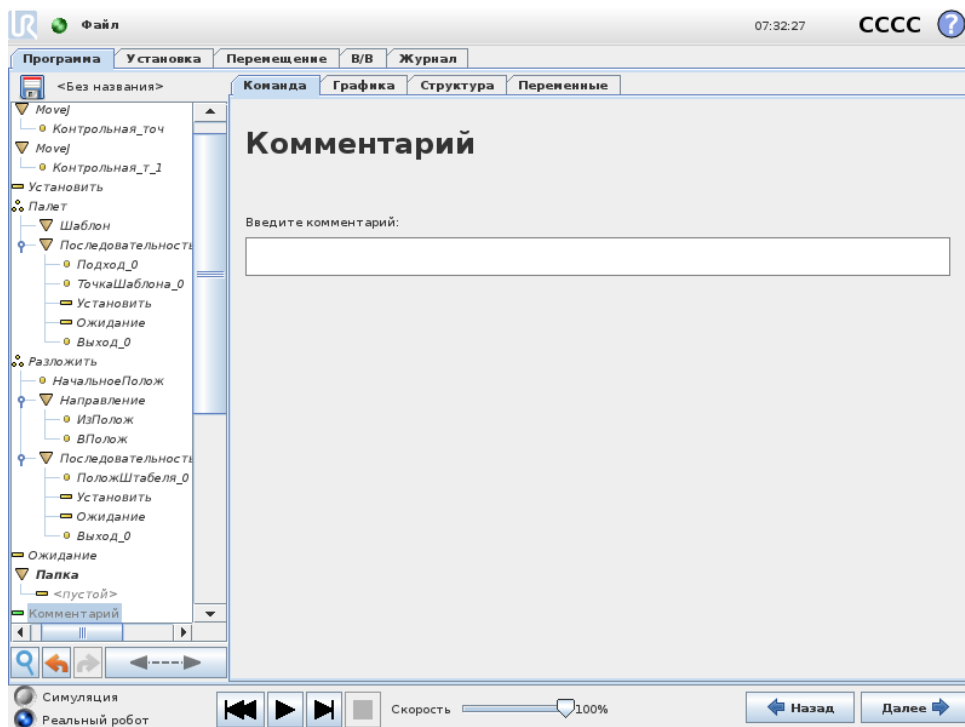 UR Файл 07:32:27 CCCC ?
Программа Установка Перемещение В/В Журнал
<Без названия> Команда Графика Структура Переменные
MoveJ
Контрольная_точ
MoveJ
Контрольная_т_1
Установить
Палет
Шаблон
Последовательность
Подход_0
ТочкаШаблона_0
Установить
Ожидание
Выход_0
Разложить
НачальноеПолож
Направление
ИзПолож
ВПолож
Последовательность
ПоложШтабеля_0
Установить
Ожидание
Выход_0
Ожидание
Папка
<пустой>
Комментарий
Комментарий
Введите комментарий:
Симуляция
Реальный робот
Скорость 100%
Назад Далее